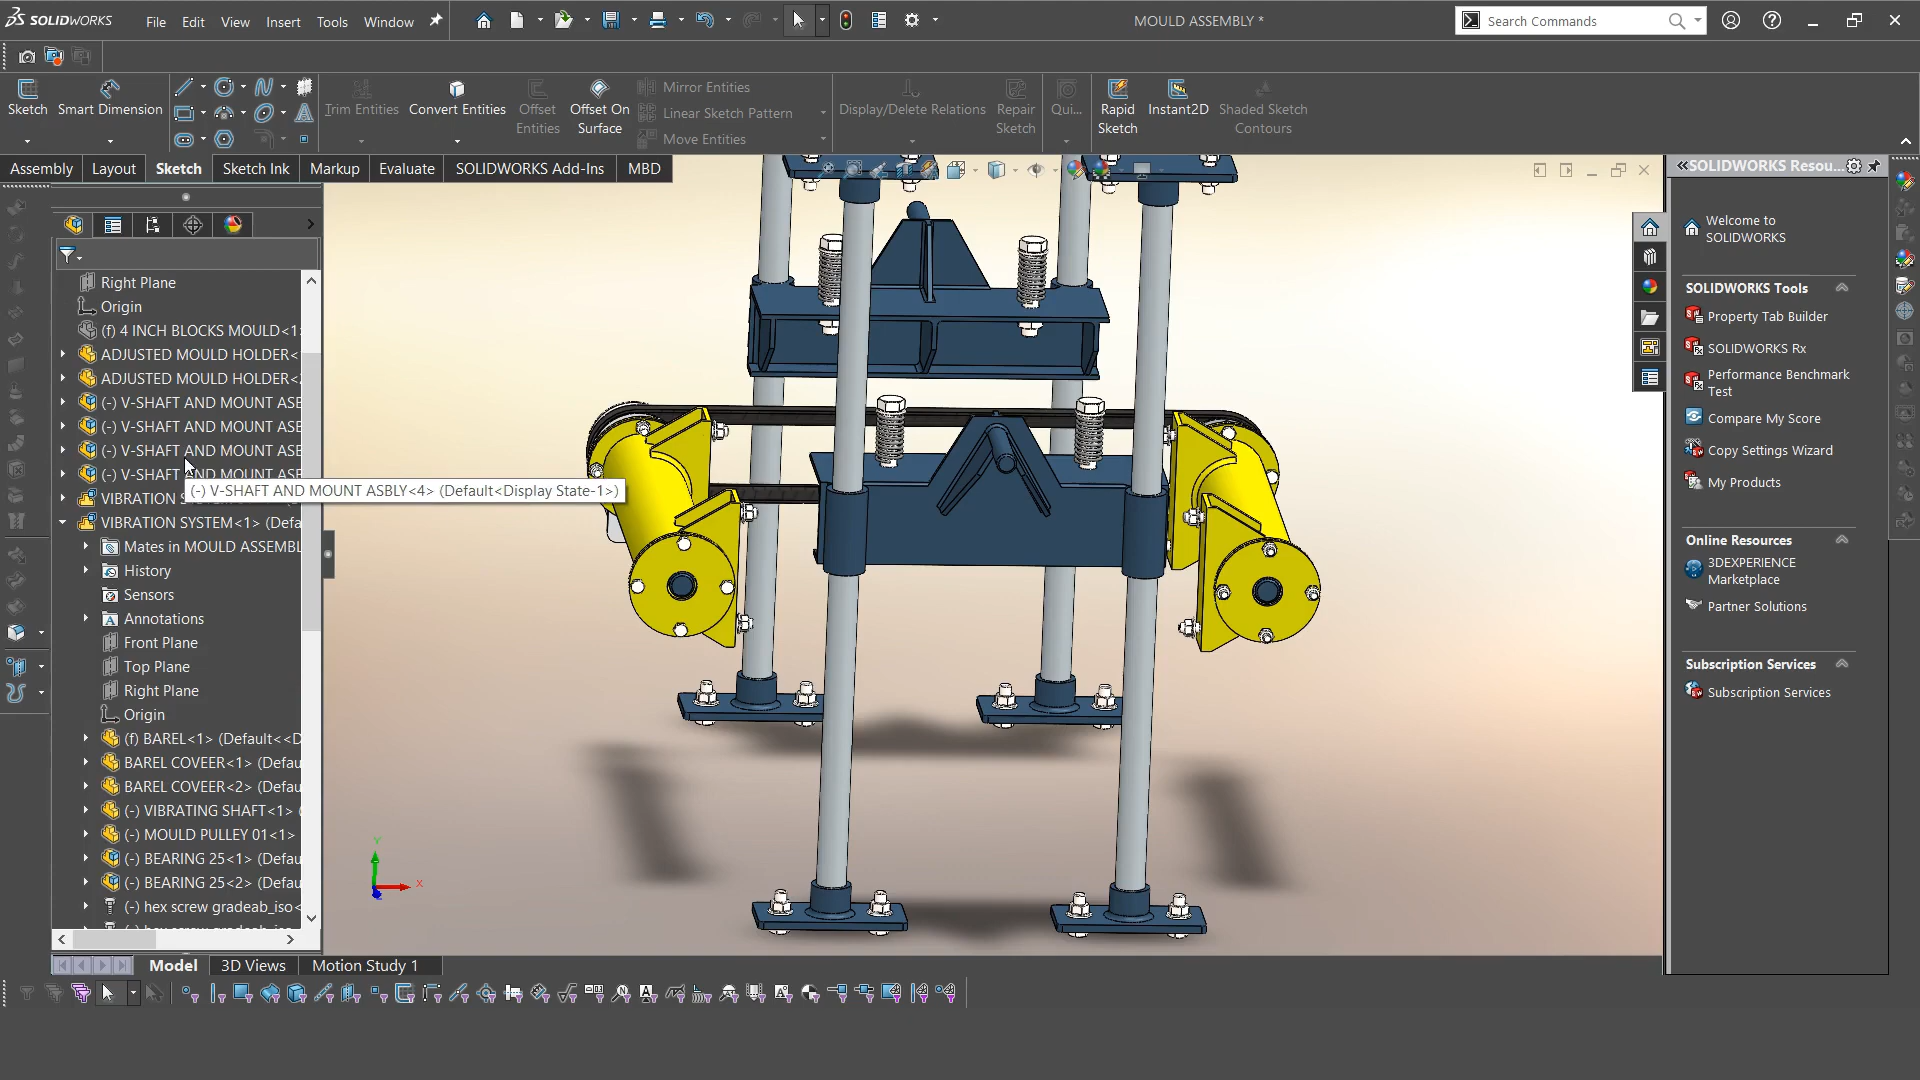 SOLIDWORKS File Edit View Insert Tools Window MOULD ASSEMBLY * Search Commands
Sketch Smart Dimension Trim Entities Convert Entities Offset Entities Offset On Surface Mirror Entities Linear Sketch Pattern Move Entities Display/Delete Relations Repair Sketch Qui... Rapid Sketch Instant2D Shaded Sketch Contours
Assembly Layout Sketch Sketch Ink Markup Evaluate SOLIDWORKS Add-Ins MBD
Right Plane
Origin
(f) 4 INCH BLOCKS MOULD<1
ADJUSTED MOULD HOLDER<
ADJUSTED MOULD HOLDER<
(-) V-SHAFT AND MOUNT ASE
(-) V-SHAFT AND MOUNT ASE
(-) V-SHAFT AND MOUNT ASE
(-) V-SHAFT AND MOUNT ASE
(-) V-SHAFT AND MOUNT ASBLY<4> (Default<Display State-1>)
VIBRATION
VIBRATION SYSTEM<1> (Defa
Mates in MOULD ASSEMBL
History
Sensors
Annotations
Front Plane
Top Plane
Right Plane
Origin
(f) BAREL<1> (Default<<D
BAREL COVEER<1> (Defau
BAREL COVEER<2> (Defau
(-) VIBRATING SHAFT<1> (
(-) MOULD PULLEY 01<1>
(-) BEARING 25<1> (Defau
(-) BEARING 25<2> (Defau
(-) hex screw gradeab_iso<
Y
X
Model 3D Views Motion Study 1
SOLIDWORKS Resou...
Welcome to
SOLIDWORKS
SOLIDWORKS Tools
Property Tab Builder
SOLIDWORKS Rx
Performance Benchmark
Test
Compare My Score
Copy Settings Wizard
My Products
Online Resources
3DEXPERIENCE
Marketplace
Partner Solutions
Subscription Services
Subscription Services